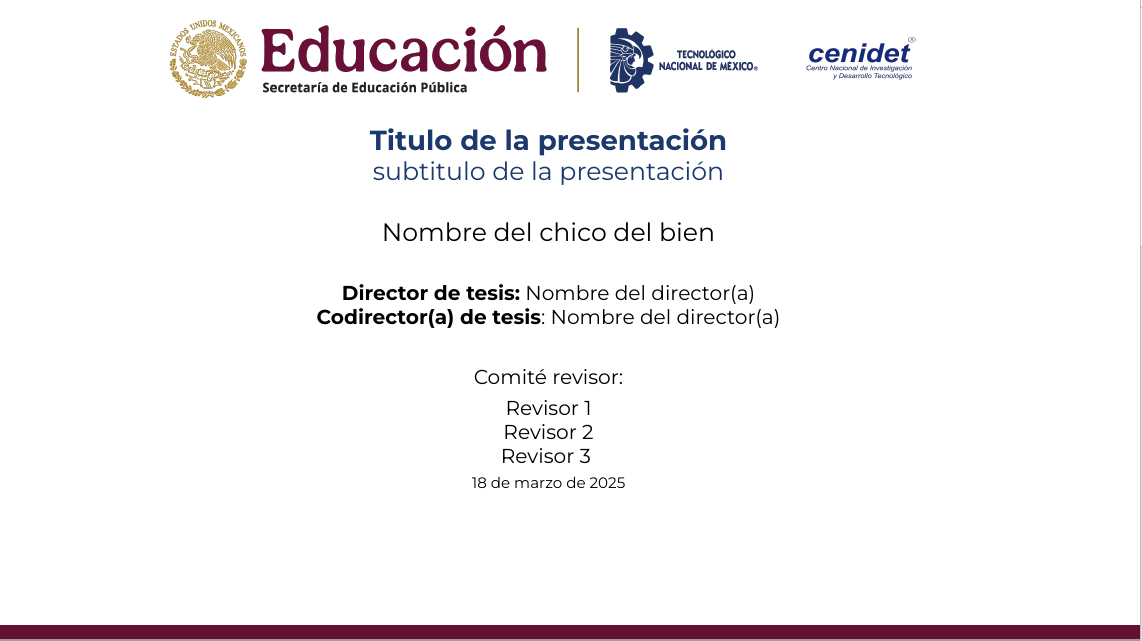 ESTADOS UNIDOS MEXICANOS
Educación
Secretaría de Educación Pública
TECNOLÓGICO
NACIONAL DE MÉXICO®
cenidet®
Centro Nacional de Investigación
y Desarrollo Tecnológico
Titulo de la presentación
subtitulo de la presentación
Nombre del chico del bien
Director de tesis: Nombre del director(a)
Codirector(a) de tesis: Nombre del director(a)
Comité revisor:
Revisor 1
Revisor 2
Revisor 3
18 de marzo de 2025